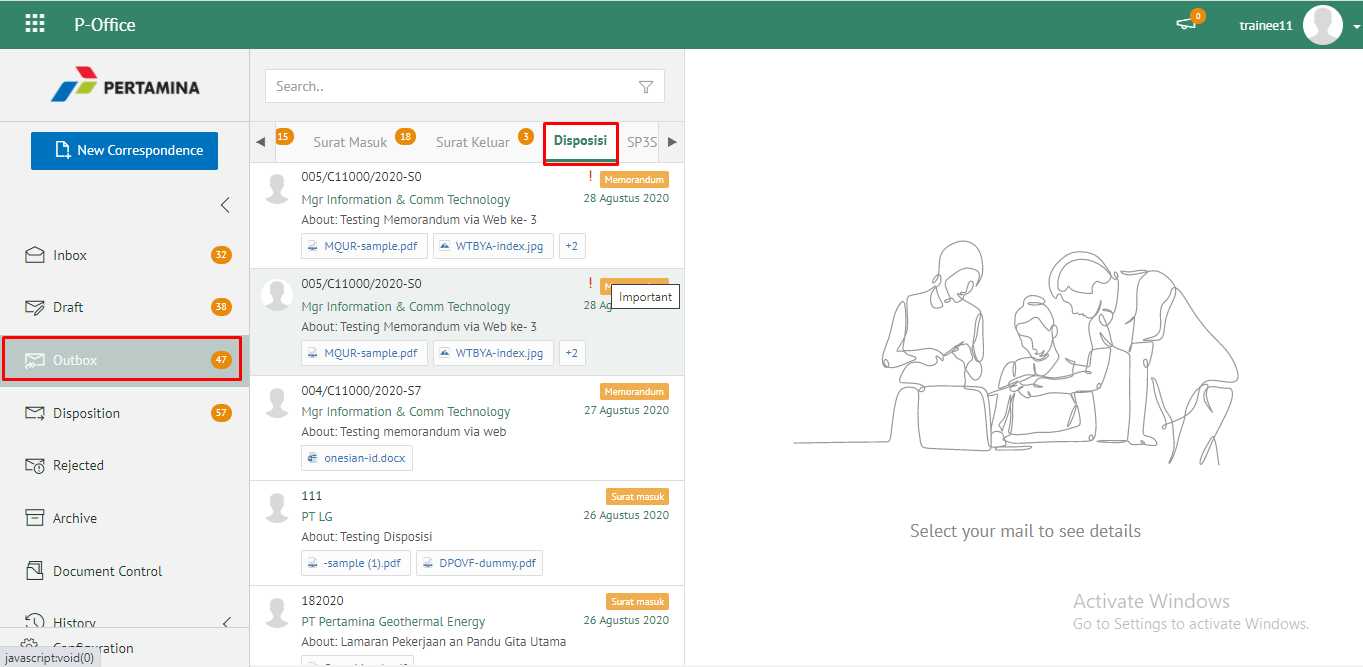 P-Office
0
trainee11
PERTAMINA
New Correspondence
Inbox 32
Draft 38
Outbox 47
Disposition 57
Rejected
Archive
Document Control
History
Configuration
javascript:void(0)
Search..
15 Surat Masuk 18 Surat Keluar 3 Disposisi SP3S
005/C11000/2020-S0 ! Memorandum
Mgr Information & Comm Technology 28 Agustus 2020
About: Testing Memorandum via Web ke- 3
MQUR-sample.pdf WTBYA-index.jpg +2
005/C11000/2020-S0 !
Important
Mgr Information & Comm Technology 28
About: Testing Memorandum via Web ke- 3
MQUR-sample.pdf WTBYA-index.jpg +2
004/C11000/2020-S7 Memorandum
Mgr Information & Comm Technology 27 Agustus 2020
About: Testing memorandum via web
onesian-id.docx
111 Surat masuk
PT LG 26 Agustus 2020
About: Testing Disposisi
-sample (1).pdf DPOVF-dummy.pdf
182020 Surat masuk
PT Pertamina Geothermal Energy 26 Agustus 2020
About: Lamaran Pekerjaan an Pandu Gita Utama
Select your mail to see details
Activate Windows
Go to Settings to activate Windows.